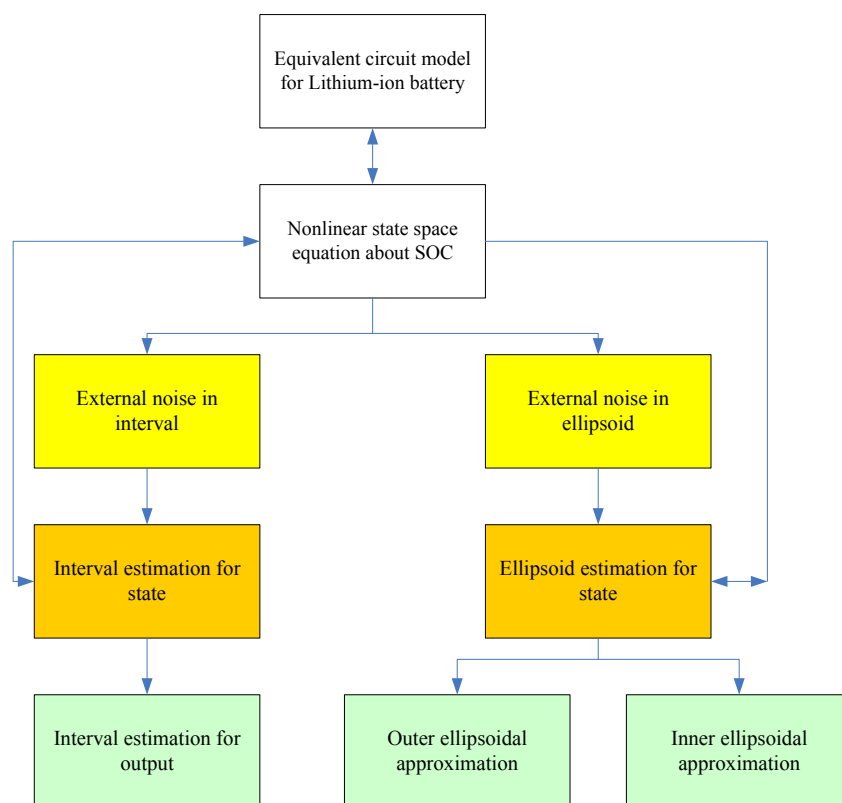 Equivalent circuit model
for Lithium-ion battery
Nonlinear state space
equation about SOC
External noise in
interval
External noise in
ellipsoid
Interval estimation for
state
Ellipsoid estimation for
state
Interval estimation for
output
Outer ellipsoidal
approximation
Inner ellipsoidal
approximation